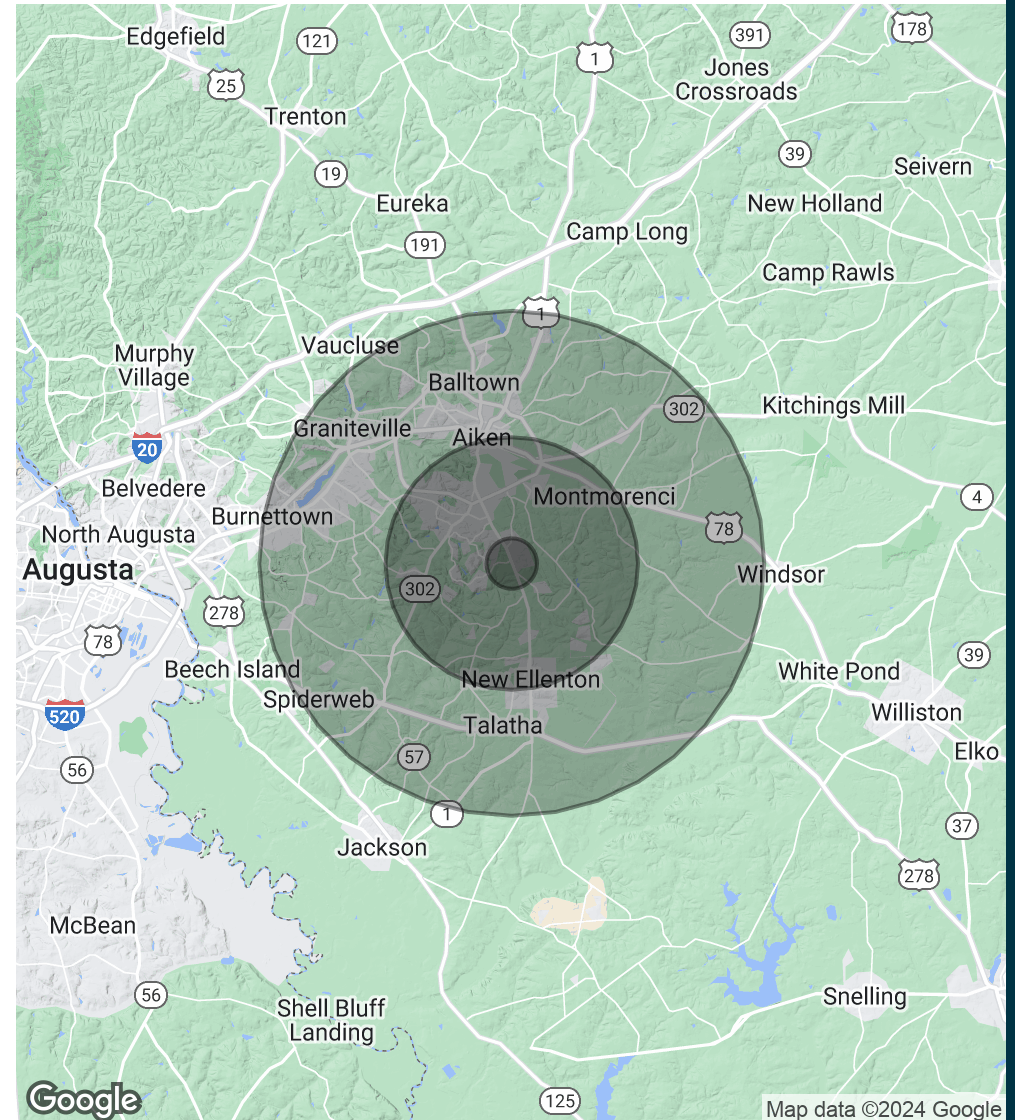 Edgefield
121
391
178
1
Jones
Crossroads
25
Trenton
39
Seivern
19
Eureka
New Holland
Camp Long
191
Camp Rawls
1
Vaucluse
Murphy
Village
Balltown
302
Kitchings Mill
Graniteville
Aiken
20
Belvedere
Montmorenci
4
Burnettown
78
North Augusta
Augusta
Windsor
302
278
78
39
Beech Island
New Ellenton
White Pond
Spiderweb
520
Talatha
Williston
Elko
57
56
1
37
Jackson
278
McBean
56
Snelling
Shell Bluff
Landing
Google
125
Map data ©2024 Google